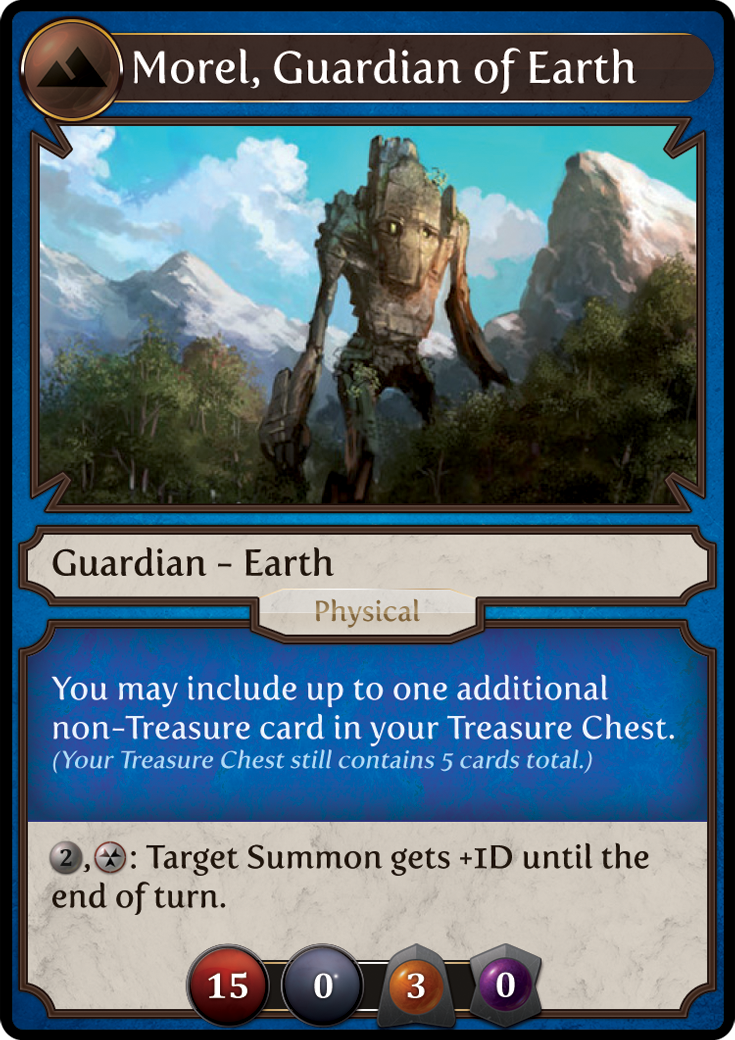 Morel, Guardian of Earth
Guardian – Earth
Physical
You may include up to one additional
non-Treasure card in your Treasure Chest.
(Your Treasure Chest still contains 5 cards total.)
2, : Target Summon gets +1D until the
end of turn.
15 0* 3 0